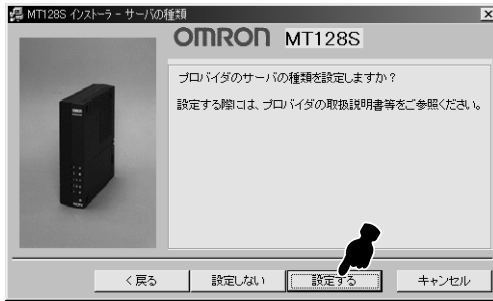 MT128S インストーラ - サーバの種類
OMRON MT128S
プロバイダのサーバの種類を設定しますか？
設定する際には、プロバイダの取扱説明書等をご参照ください。
< 戻る 設定しない 設定する キャンセル